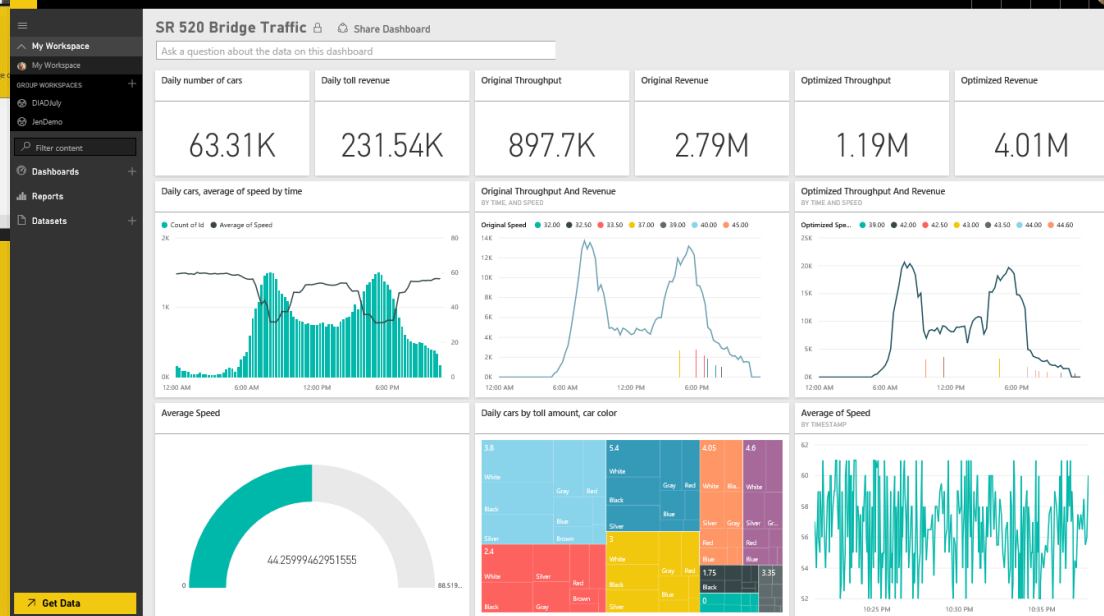 SR 520 Bridge Traffic
Share Dashboard
Ask a question about the data on this dashboard
My Workspace
My Workspace
GROUP WORKSPACES
DIADJuly
JenDemo
Filter content
Dashboards
Reports
Datasets
Get Data
Daily number of cars
63.31K
Daily toll revenue
231.54K
Original Throughput
897.7K
Original Revenue
2.79M
Optimized Throughput
1.19M
Optimized Revenue
4.01M
Daily cars, average of speed by time
Count of Id Average of Speed
2K 80
60
1K 40
20
0K 0
12:00 AM 6:00 AM 12:00 PM 6:00 PM
Original Throughput And Revenue
BY TIME, AND SPEED
Original Speed 32.00 32.50 33.50 37.00 39.00 40.00 45.00
14K
12K
10K
8K
6K
4K
2K
0K
12:00 AM 6:00 AM 12:00 PM 6:00 PM
Optimized Throughput And Revenue
BY TIME AND SPEED
Optimized Spe... 39.00 42.00 42.50 43.00 43.50 44.00 44.60
25K
20K
15K
10K
5K
0K
12:00 AM 6:00 AM 12:00 PM 6:00 PM
Average Speed
44.25999462951555
0 88.519...
Daily cars by toll amount, car color
3.8
White
Gray Red
Black
Blue
Silver Brown
5.4
White
Gray Red
Black
Blue
Silver
4.05
White Bla...
Silver Gray
Red
Blue
4.6
White
Silver Gr...
Red
Blue
2.4
White Silver
Red
Brown
Black Gray
3
White
Gray Red
Black
Blue
Silver
1.75
Black
3.35
0
Average of Speed
BY TIMESTAMP
62
60
58
56
54
52
10:25 PM 10:30 PM 10:35 PM